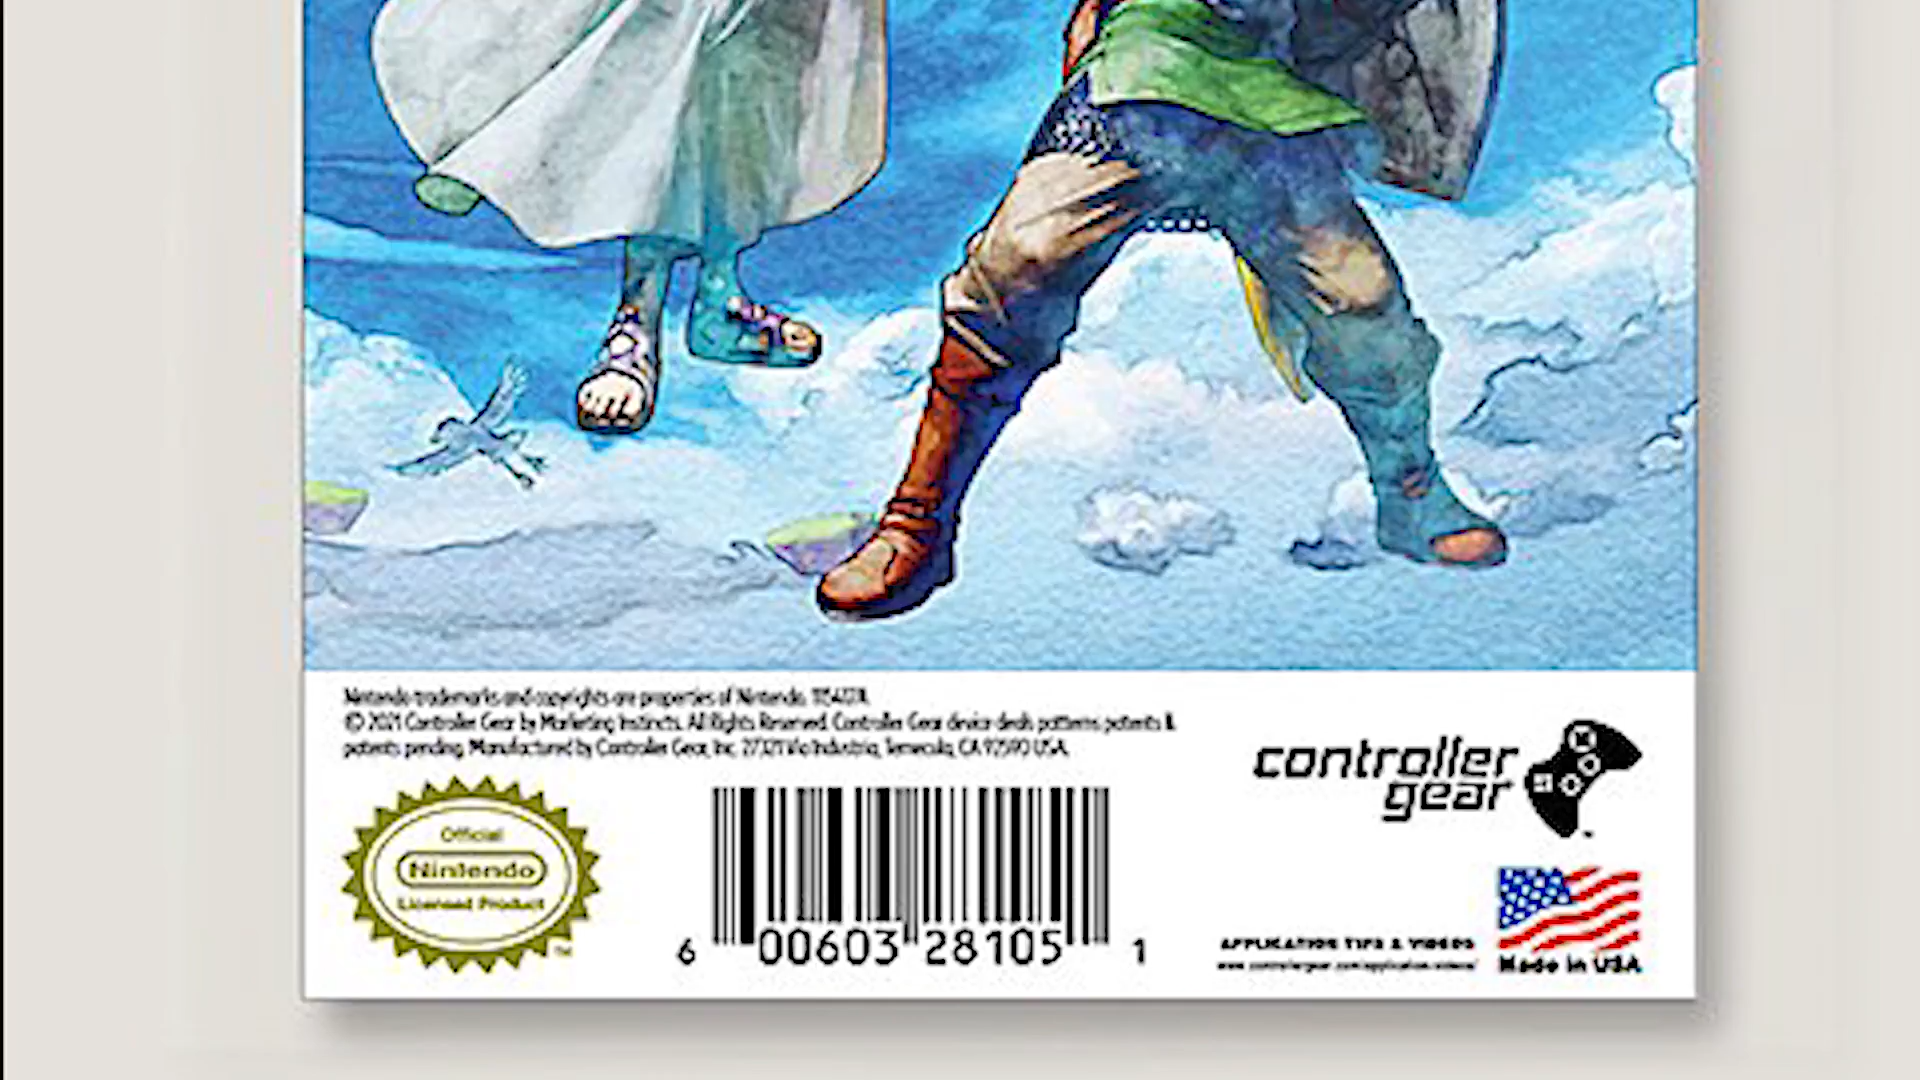 Nintendo trademarks and copyrights are properties of Nintendo.
© 2021 Controller Gear by Marketing Instincts. All Rights Reserved. Controller Gear device decals patterns patents &
patents pending. Manufactured by Controller Gear, Inc. 27321 Via Industria, Temecula, CA 92590 USA.
controller
gear
Official
Nintendo
Licensed Product
TM
6 00603 28105 1
APPLICATION TIPS & VIDEOS
Made in USA